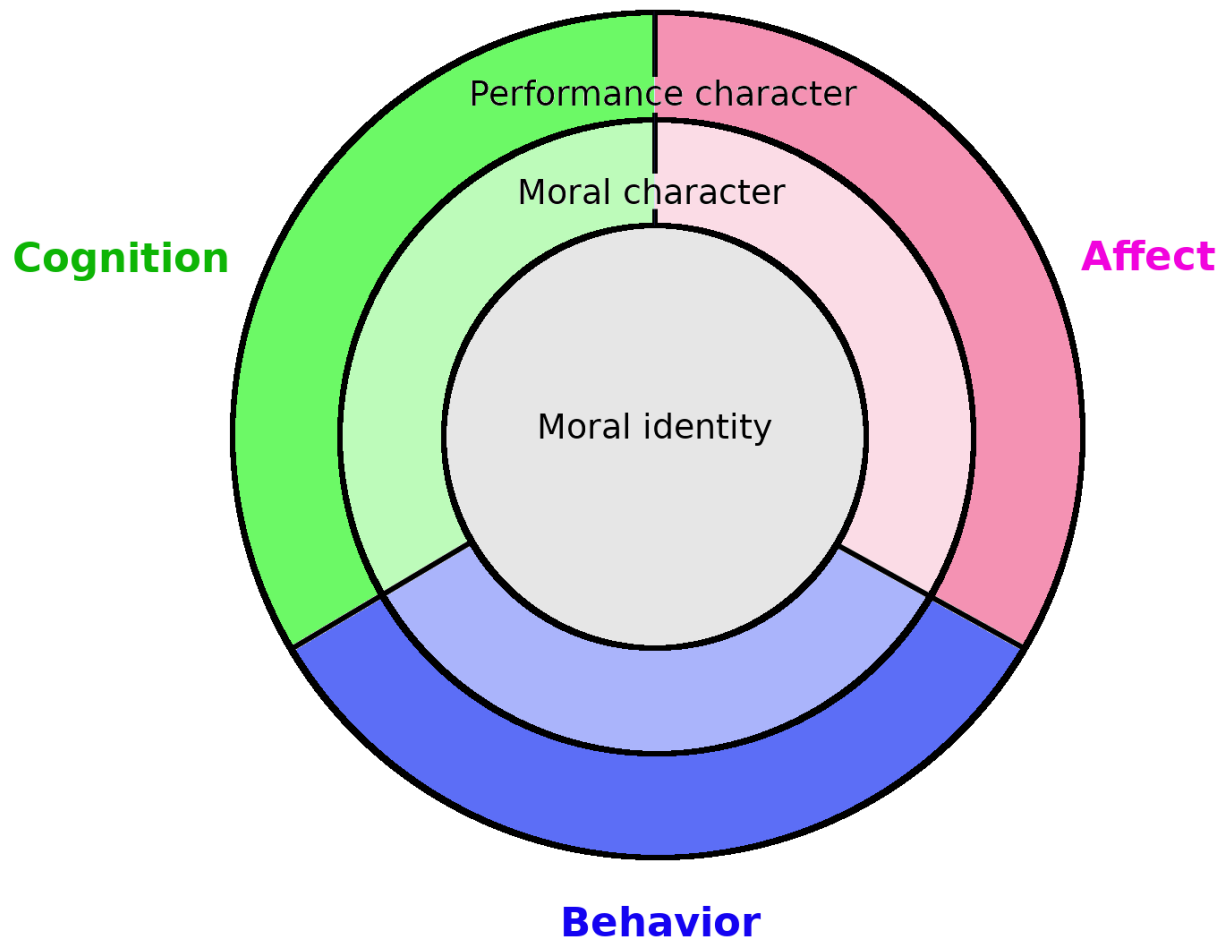 Performance character
Moral character
Cognition
Affect
Moral identity
Behavior